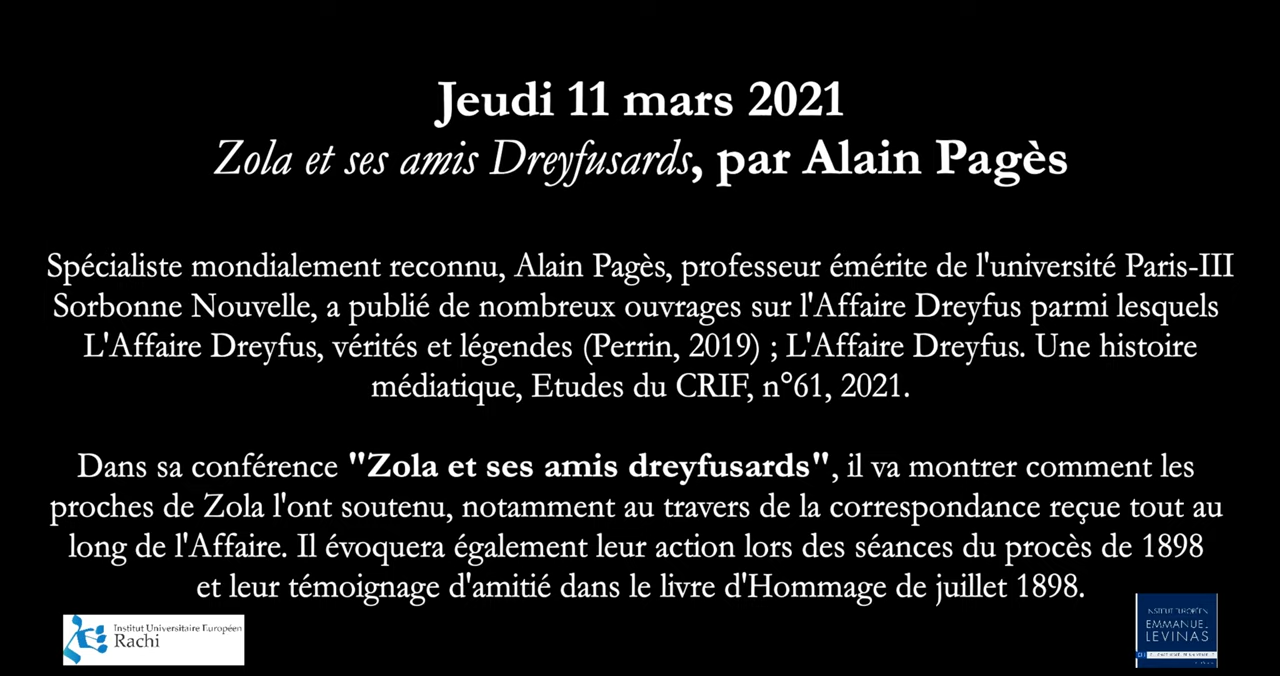 Jeudi 11 mars 2021
Zola et ses amis Dreyfusards, par Alain Pagès
Spécialiste mondialement reconnu, Alain Pagès, professeur émérite de l'université Paris-III
Sorbonne Nouvelle, a publié de nombreux ouvrages sur l'Affaire Dreyfus parmi lesquels
L'Affaire Dreyfus, vérités et légendes (Perrin, 2019) ; L'Affaire Dreyfus. Une histoire
médiatique, Etudes du CRIF, n°61, 2021.
Dans sa conférence "Zola et ses amis dreyfusards", il va montrer comment les
proches de Zola l'ont soutenu, notamment au travers de la correspondance reçue tout au
long de l'Affaire. Il évoquera également leur action lors des séances du procès de 1898
et leur témoignage d'amitié dans le livre d'Hommage de juillet 1898.
Institut Universitaire Européen
Rachi
INSTITUT EUROPÉEN
EMMANUEL
LEVINAS